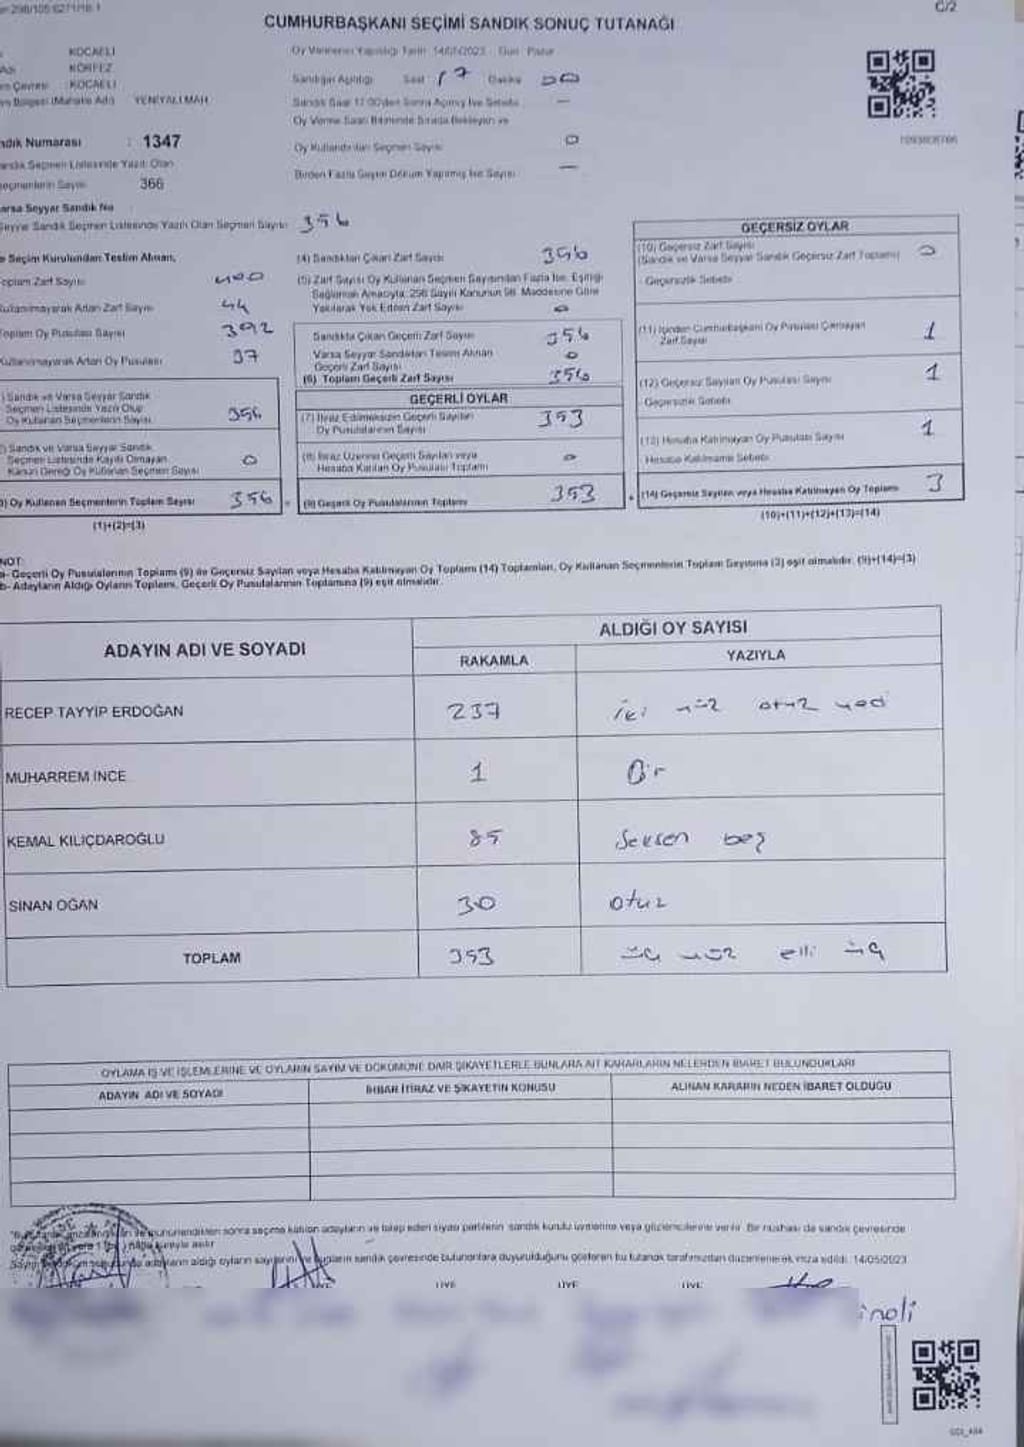 C/2
CUMHURBAŞKANI SEÇİMİ SANDIK SONUÇ TUTANAĞI
KOCAELİ
KÖRFEZ
KOCAELİ
YENİYALI MAH.
Oy Vermenin Yapıldığı Tarih 14/05/2023 Gün Pazar
Sandığın Açıldığı Saat 17 Dakika 00
Sandık Saat 17.00'den Sonra Açılmış İse Sebebi —
Oy Verme Saati Bitiminde Sırada Bekleyen ve
Oy Kullandırılan Seçmen Sayısı 0
Birden Fazla Sayım Döküm Yapılmış İse Sayısı —
Sandık Numarası : 1347
Sandık Seçmen Listesinde Yazılı Olan
Seçmenlerin Sayısı 366
Varsa Seyyar Sandık No
Seyyar Sandık Seçmen Listesinde Yazılı Olan Seçmen Sayısı 356
Seçim Kurulundan Teslim Alınan,
Toplam Zarf Sayısı 400
Kullanılmayarak Artan Zarf Sayısı 44
Toplam Oy Pusulası Sayısı 392
Kullanılmayarak Artan Oy Pusulası 37
(1) Sandık ve Varsa Seyyar Sandık
Seçmen Listesinde Yazılı Olup
Oy Kullanan Seçmenlerin Sayısı 356
(2) Sandık ve Varsa Seyyar Sandık
Seçmen Listesinde Kayıtlı Olmayan
Kanun Gereği Oy Kullanan Seçmen Sayısı 0
(3) Oy Kullanan Seçmenlerin Toplam Sayısı 356
(1)+(2)=(3)
(4) Sandıktan Çıkan Zarf Sayısı 356
(5) Zarf Sayısı Oy Kullanan Seçmen Sayısından Fazla İse, Eşitliği
Sağlamak Amacıyla, 298 Sayılı Kanunun 98. Maddesine Göre
Yakılarak Yok Edilen Zarf Sayısı 0
Sandıkta Çıkan Geçerli Zarf Sayısı 356
Varsa Seyyar Sandıktan Teslim Alınan
Geçerli Zarf Sayısı 0
(6) Toplam Geçerli Zarf Sayısı 356
GEÇERLİ OYLAR
(7) İtiraz Edilmeksizin Geçerli Sayılan
Oy Pusulalarının Sayısı 353
(8) İtiraz Üzerine Geçerli Sayılan veya
Hesaba Katılan Oy Pusulası Toplamı 0
(9) Geçerli Oy Pusulalarının Toplamı 353
GEÇERSİZ OYLAR
(10) Geçersiz Zarf Sayısı
(Sandık ve Varsa Seyyar Sandık Geçersiz Zarf Toplamı) 0
Geçersizlik Sebebi
(11) İçinden Cumhurbaşkanı Oy Pusulası Çıkmayan
Zarf Sayısı 1
(12) Geçersiz Sayılan Oy Pusulası Sayısı 1
Geçersizlik Sebebi
(13) Hesaba Katılmayan Oy Pusulası Sayısı 1
Hesaba Katılmama Sebebi
(14) Geçersiz Sayılan veya Hesaba Katılmayan Oy Toplamı 3
(10)+(11)+(12)+(13)=(14)
NOT:
a- Geçerli Oy Pusulalarının Toplamı (9) ile Geçersiz Sayılan veya Hesaba Katılmayan Oy Toplamı (14) Toplamları, Oy Kullanan Seçmenlerin Toplam Sayısına (3) eşit olmalıdır. (9)+(14)=(3)
b- Adayların Aldığı Oyların Toplamı, Geçerli Oy Pusulalarının Toplamına (9) eşit olmalıdır.
ADAYIN ADI VE SOYADI ALDIĞI OY SAYISI
RAKAMLA YAZIYLA
RECEP TAYYİP ERDOĞAN 237 iki yüz otuz yedi
MUHARREM İNCE 1 Bir
KEMAL KILIÇDAROĞLU 85 Seksen beş
SİNAN OĞAN 30 otuz
TOPLAM 353 üç yüz elli üç
OYLAMA İŞ VE İŞLEMLERİNE VE OYLARIN SAYIM VE DÖKÜMÜNE DAİR ŞİKAYETLERLE BUNLARA AİT KARARLARIN NELERDEN İBARET BULUNDUKLARI
ADAYIN ADI VE SOYADI İHBAR İTİRAZ VE ŞİKAYETİN KONUSU ALINAN KARARIN NEDEN İBARET OLDUĞU
sonra seçime katılan adayların ve talep eden siyasi partilerin sandık kurulu üyelerine veya gözlemcilerine verilir. Bir nüshası da sandık çevresinde
adayların aldığı oyların sayılarını ve bunların sandık çevresinde bulunanlara duyurulduğunu gösteren bu tutanak tarafımızdan düzenlenerek imza edildi. 14/05/2023
ÜYE ÜYE ÜYE